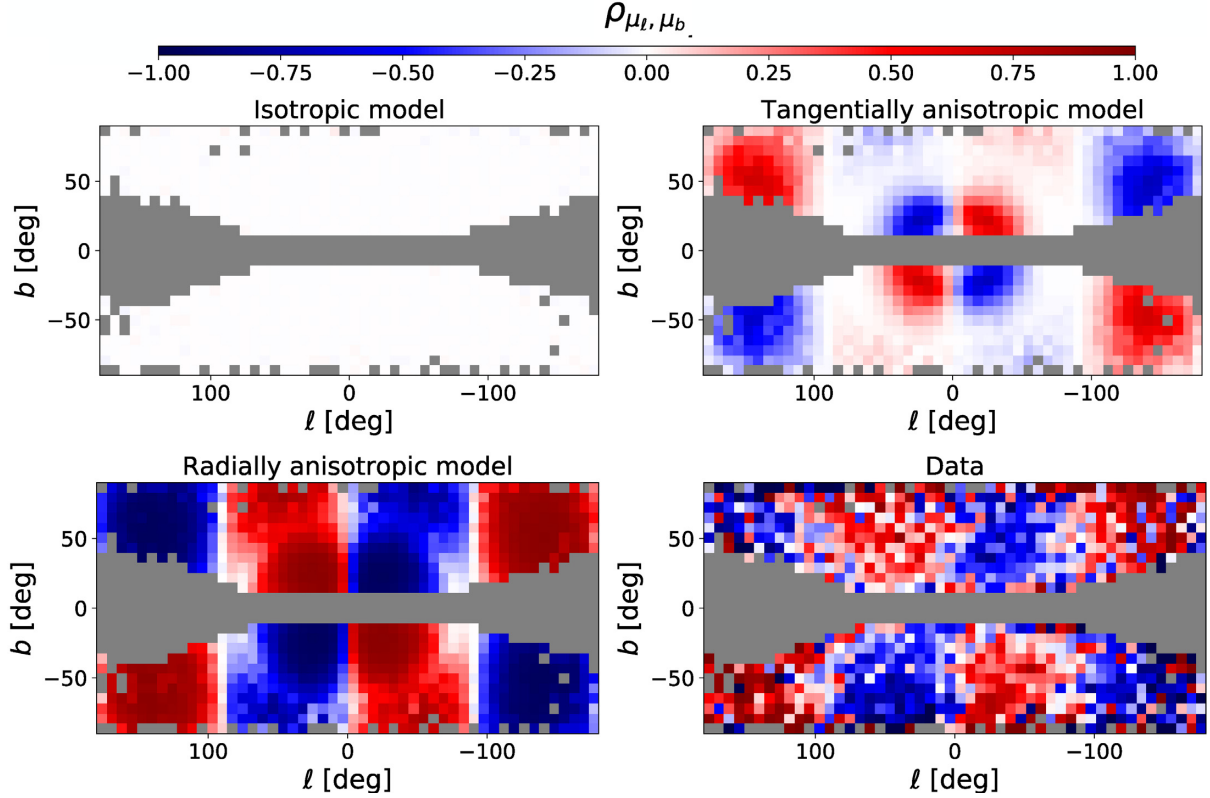 ρμℓ, μb
−1.00 −0.75 −0.50 −0.25 0.00 0.25 0.50 0.75 1.00
Isotropic model
Tangentially anisotropic model
b [deg]
50
0
−50
100 0 −100
ℓ [deg]
b [deg]
50
0
−50
100 0 −100
ℓ [deg]
Radially anisotropic model
Data
b [deg]
50
0
−50
100 0 −100
ℓ [deg]
b [deg]
50
0
−50
100 0 −100
ℓ [deg]